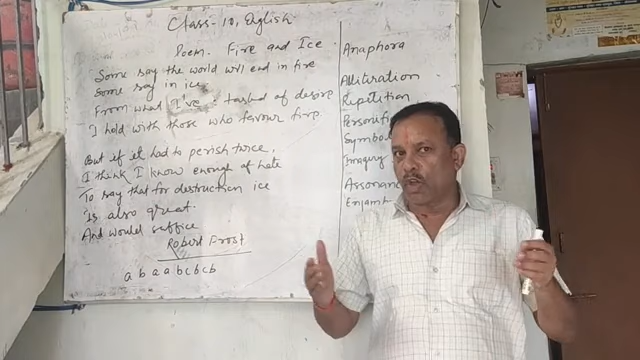 Class-10, English
Poem. Fire and Ice
Some say the world will end in fire
Some say in ice
From what I've tasted of desire
I hold with those who favour fire.
But if it had to perish twice,
I think I know enough of hate
To say that for destruction ice
Is also great.
And would suffice
Robert Frost
a b a a b c b c b
Anaphora
Alliteration
Repetition
Personifi
Symbol
Imagery
Assonanc
Enjamb